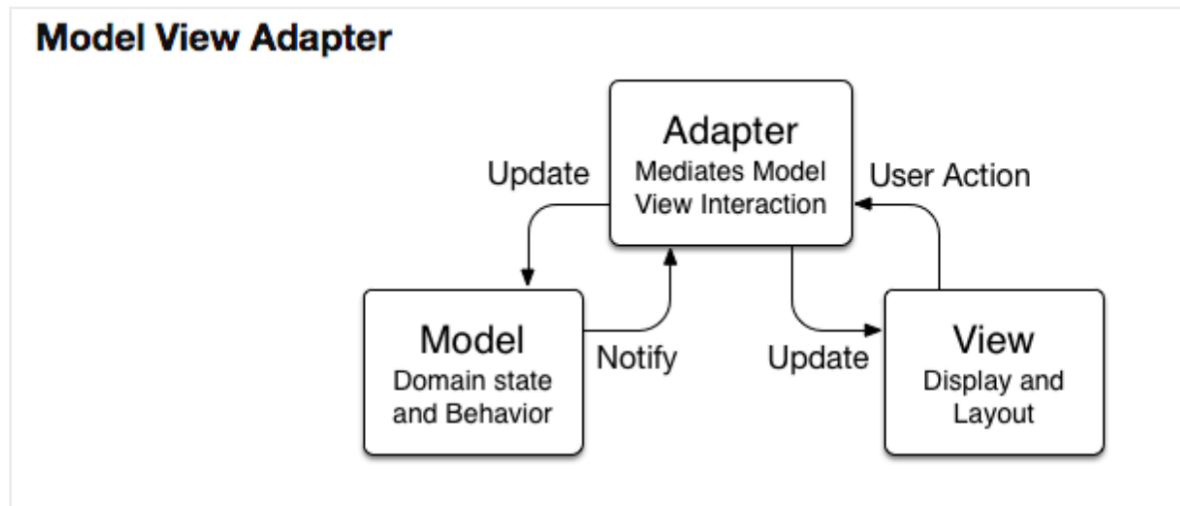 Model View Adapter
Adapter
Mediates Model
View Interaction
Update
User Action
Model
Domain state
and Behavior
Notify
Update
View
Display and
Layout